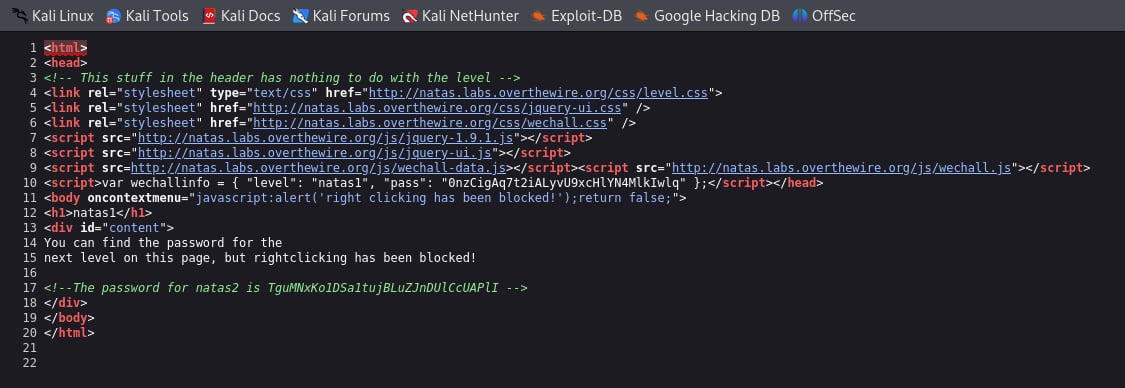 Kali Linux Kali Tools Kali Docs Kali Forums Kali NetHunter Exploit-DB Google Hacking DB OffSec
1 <html>
2 <head>
3 <!-- This stuff in the header has nothing to do with the level -->
4 <link rel="stylesheet" type="text/css" href="http://natas.labs.overthewire.org/css/level.css">
5 <link rel="stylesheet" href="http://natas.labs.overthewire.org/css/jquery-ui.css" />
6 <link rel="stylesheet" href="http://natas.labs.overthewire.org/css/wechall.css" />
7 <script src="http://natas.labs.overthewire.org/js/jquery-1.9.1.js"></script>
8 <script src="http://natas.labs.overthewire.org/js/jquery-ui.js"></script>
9 <script src="http://natas.labs.overthewire.org/js/wechall-data.js"></script><script src="http://natas.labs.overthewire.org/js/wechall.js"></script>
10 <script>var wechallinfo = { "level": "natas1", "pass": "0nzCigAq7t2iALyvU9xcHlYN4MlkIwlq" };</script></head>
11 <body oncontextmenu="javascript:alert('right clicking has been blocked!');return false;">
12 <h1>natas1</h1>
13 <div id="content">
14 You can find the password for the
15 next level on this page, but rightclicking has been blocked!
16
17 <!--The password for natas2 is TguMNxKo1DSa1tujBLuZJnDUlCcUAPlI -->
18 </div>
19 </body>
20 </html>
21
22